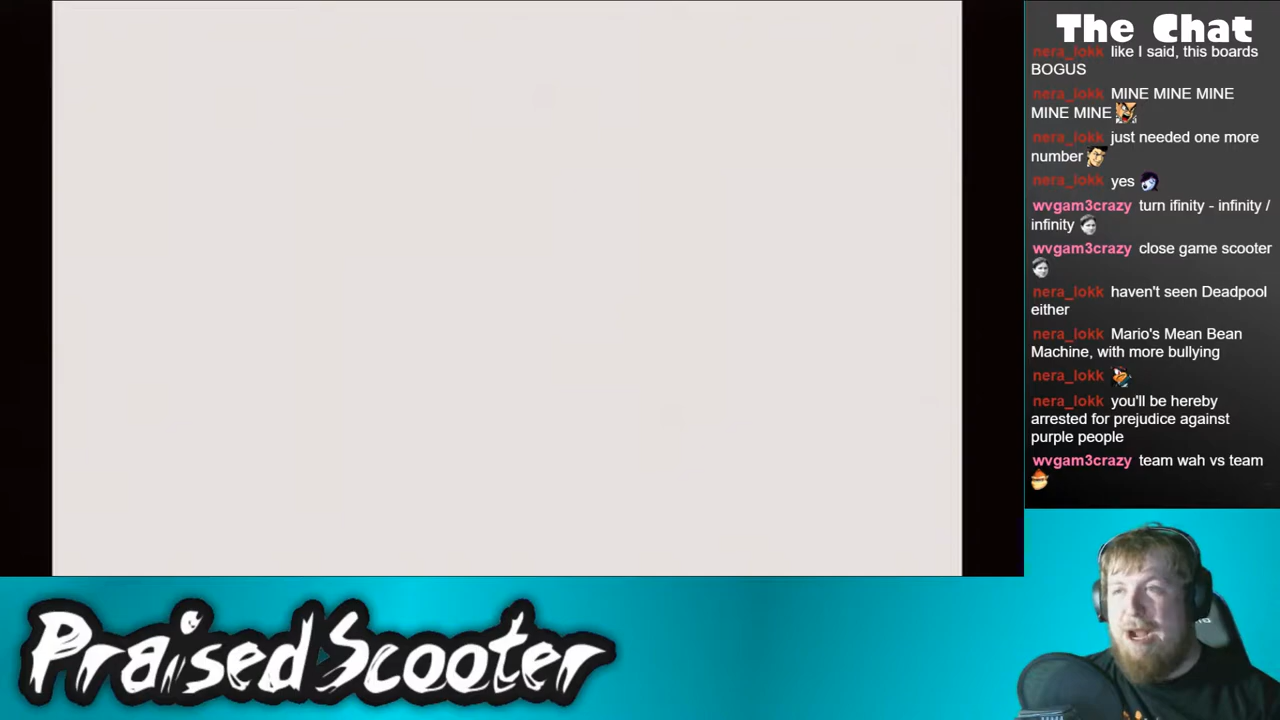 The Chat
nera_lokk like I said, this boards
BOGUS
nera_lokk MINE MINE MINE
MINE MINE
nera_lokk just needed one more
number
nera_lokk yes
wvgam3crazy turn ifinity - infinity /
infinity
wvgam3crazy close game scooter
nera_lokk haven't seen Deadpool
either
nera_lokk Mario's Mean Bean
Machine, with more bullying
nera_lokk
nera_lokk you'll be hereby
arrested for prejudice against
purple people
wvgam3crazy team wah vs team
PraisedScooter